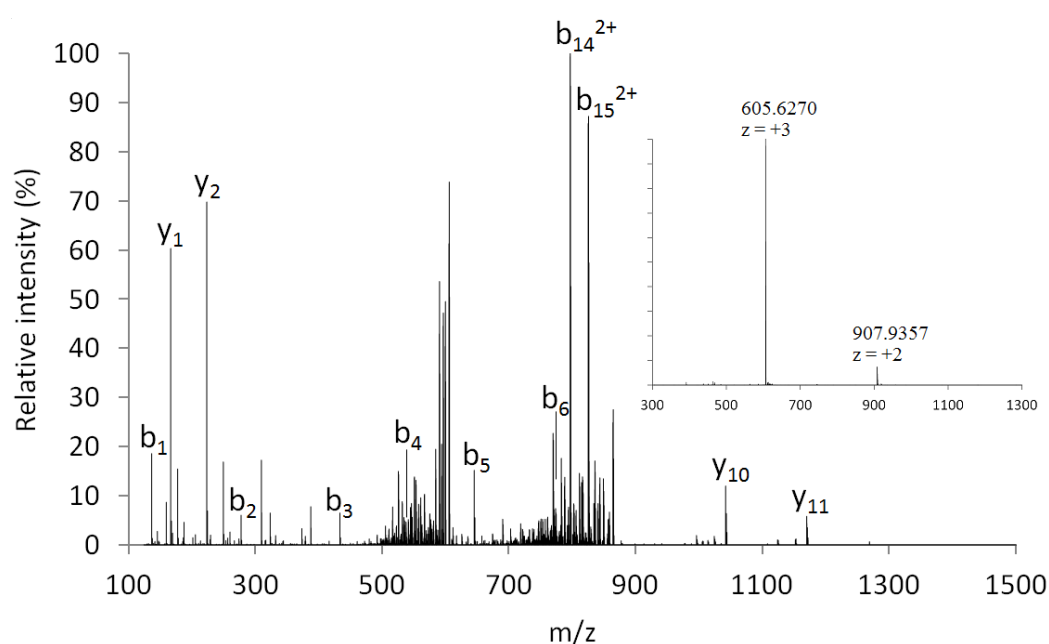 b14 2+
100
b15 2+
90
605.6270
z = +3
80
y2
70
y1
60
50
907.9357
z = +2
40
300 500 700 900 1100 1300
30
b6
b4
20
b1
b5
y10
10
b2
b3
y11
0
100 300 500 700 900 1100 1300 1500
m/z
Relative intensity (%)